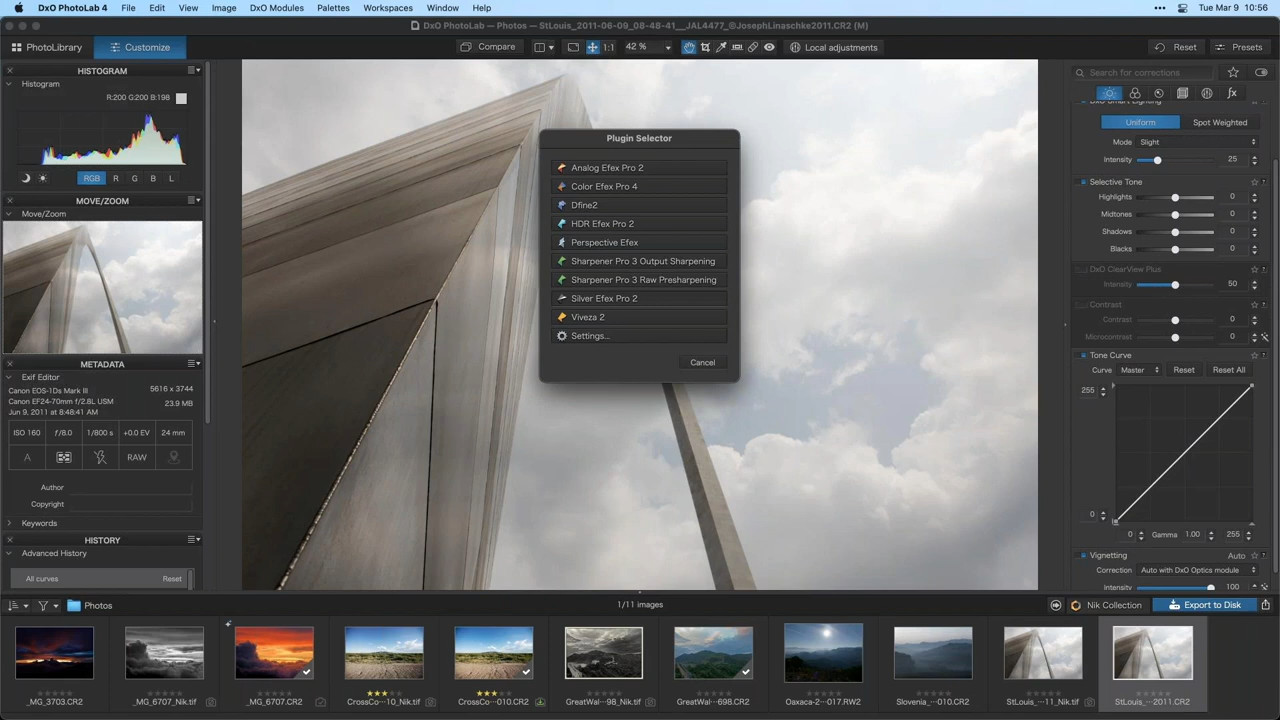 DxO PhotoLab 4 File Edit View Image DxO Modules Palettes Workspaces Window Help Tue Mar 9 10:56
DxO PhotoLab — Photos — StLouis_2011-06-09_08-48-41__JAL4477_@JosephLinaschke2011.CR2 (M)
PhotoLibrary Customize Compare 1:1 42 % Local adjustments Reset Presets
HISTOGRAM
Histogram
R:200 G:200 B:198
RGB R G B L
MOVE/ZOOM
Move/Zoom
METADATA
Exif Editor
Canon EOS-1Ds Mark III 5616 x 3744
Canon EF24-70mm f/2.8L USM 23.9 MB
Jun 9, 2011 at 8:48:41 AM
ISO 160 ƒ/8.0 1/800 s +0.0 EV 24 mm
A RAW
Author
Copyright
Keywords
HISTORY
Advanced History
All curves Reset
Plugin Selector
Analog Efex Pro 2
Color Efex Pro 4
Dfine2
HDR Efex Pro 2
Perspective Efex
Sharpener Pro 3 Output Sharpening
Sharpener Pro 3 Raw Presharpening
Silver Efex Pro 2
Viveza 2
Settings...
Cancel
Search for corrections
fx
DxO Smart Lighting
Uniform Spot Weighted
Mode Slight
Intensity 25
Selective Tone
Highlights 0
Midtones 0
Shadows 0
Blacks 0
DxO ClearView Plus
Intensity 50
Contrast
Contrast 0
Microcontrast 0
Tone Curve
Curve Master Reset Reset All
255
0
0 Gamma 1.00 255
Vignetting Auto
Correction Auto with DxO Optics module
Intensity 100
Photos 1/11 images Nik Collection Export to Disk
_MG_3703.CR2 _MG_6707_Nik.tif _MG_6707.CR2 CrossCo···10_Nik.tif CrossCo···010.CR2 GreatWal···98_Nik.tif GreatWal···698.CR2 Oaxaca-2···017.RW2 Slovenia_···010.CR2 StLouis_···11_Nik.tif StLouis_···2011.CR2